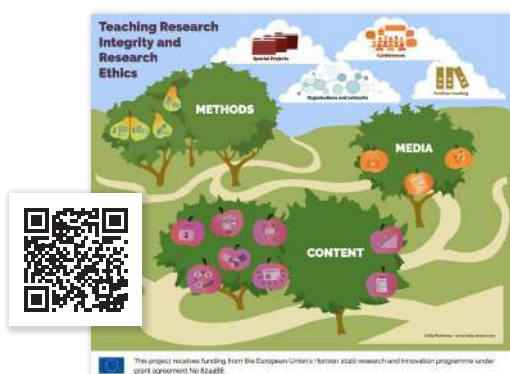 Teaching Research
Integrity and
Research
Ethics
Special Projects
Conferences
Organisations and networks
Further reading
METHODS
MEDIA
CONTENT
This project receives funding from the European Union's Horizon 2020 research and innovation programme under
grant agreement No 824488.